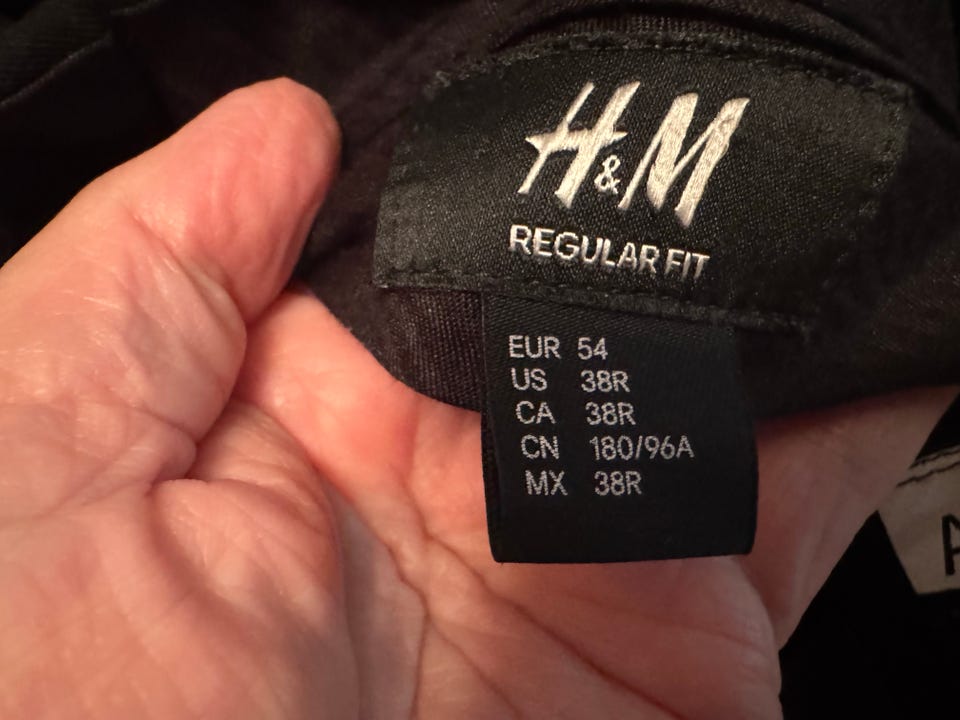 H&M
REGULAR FIT
EUR 54
US 38R
CA 38R
CN 180/96A
MX 38R